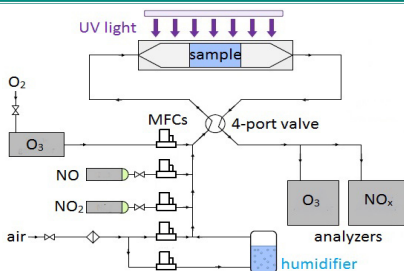 UV light
sample
O₂
MFCs
4-port valve
O₃
NO
NO₂
O₃
NOₓ
air
analyzers
humidifier